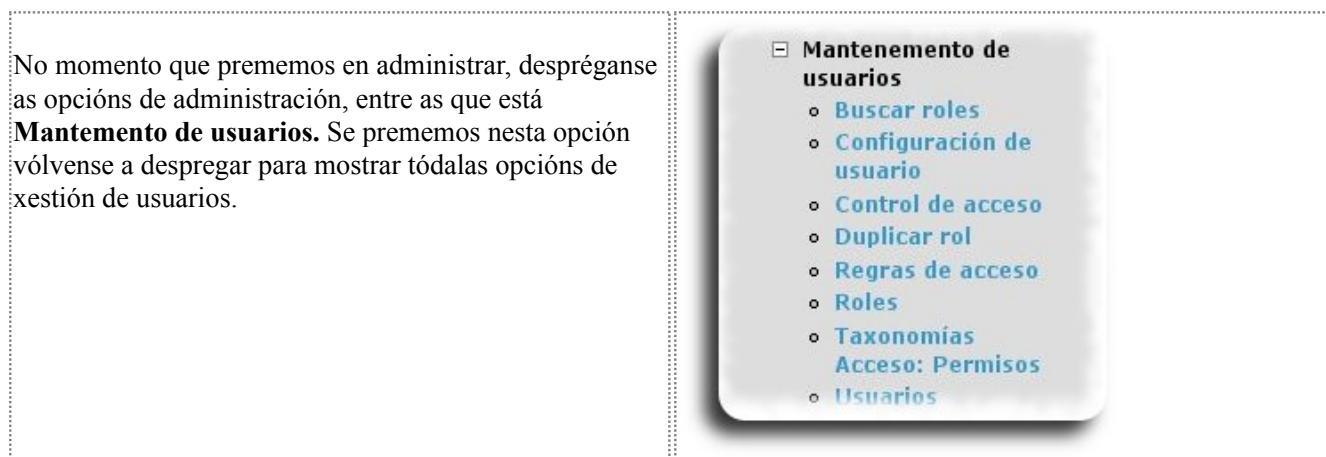 No momento que prememos en administrar, despréganse
as opcións de administración, entre as que está
Mantemento de usuarios. Se prememos nesta opción
vólvense a despregar para mostrar tódalas opcións de
xestión de usuarios.
Mantenemento de
usuarios
Buscar roles
Configuración de
usuario
Control de acceso
Duplicar rol
Regras de acceso
Roles
Taxonomías
Acceso: Permisos
Usuarios